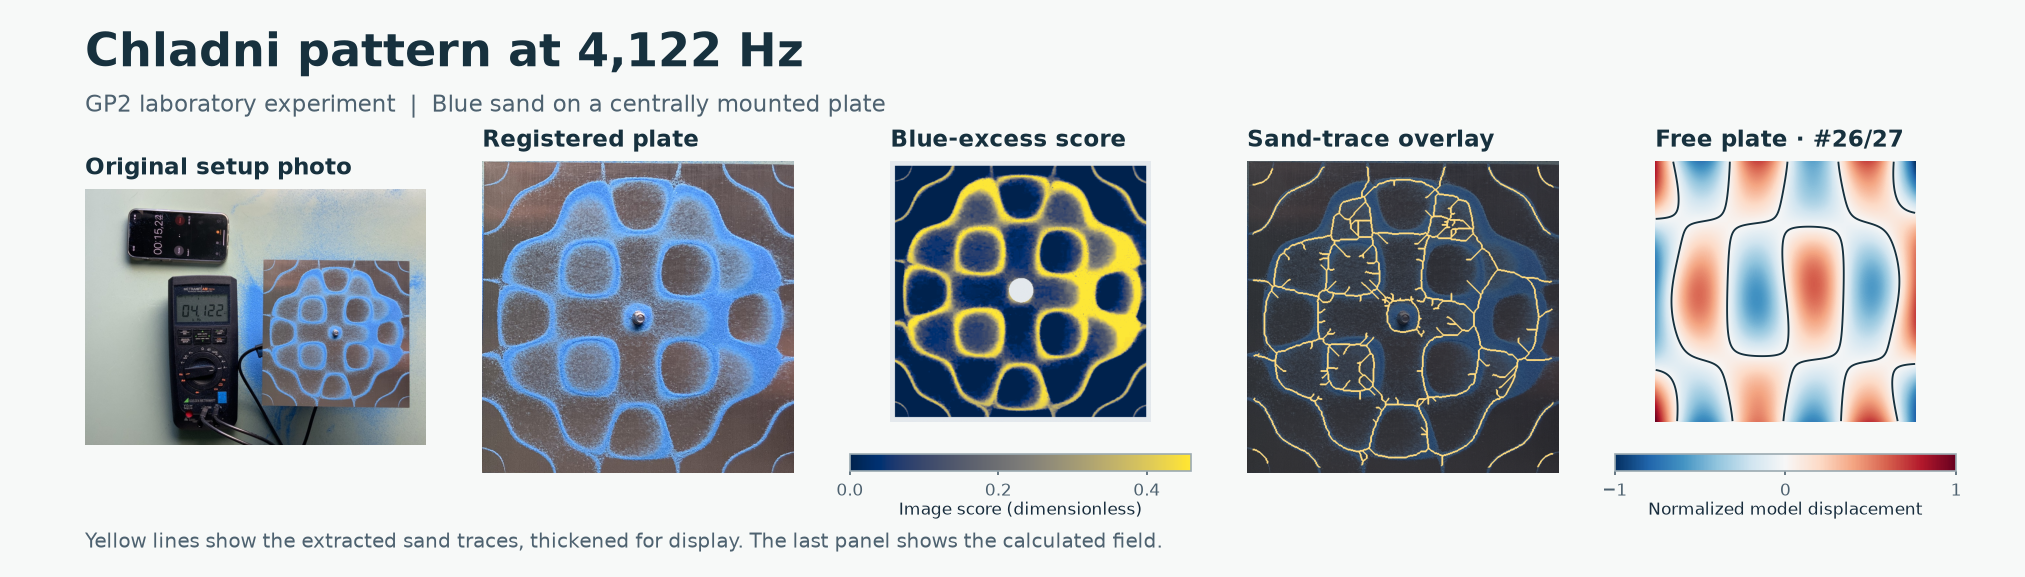 Chladni pattern at 4,122 Hz
GP2 laboratory experiment | Blue sand on a centrally mounted plate
Original setup photo
Registered plate
Blue-excess score
Sand-trace overlay
Free plate · #26/27
00:15,22
04.122
0.0 0.2 0.4
Image score (dimensionless)
−1 0 1
Normalized model displacement
Yellow lines show the extracted sand traces, thickened for display. The last panel shows the calculated field.